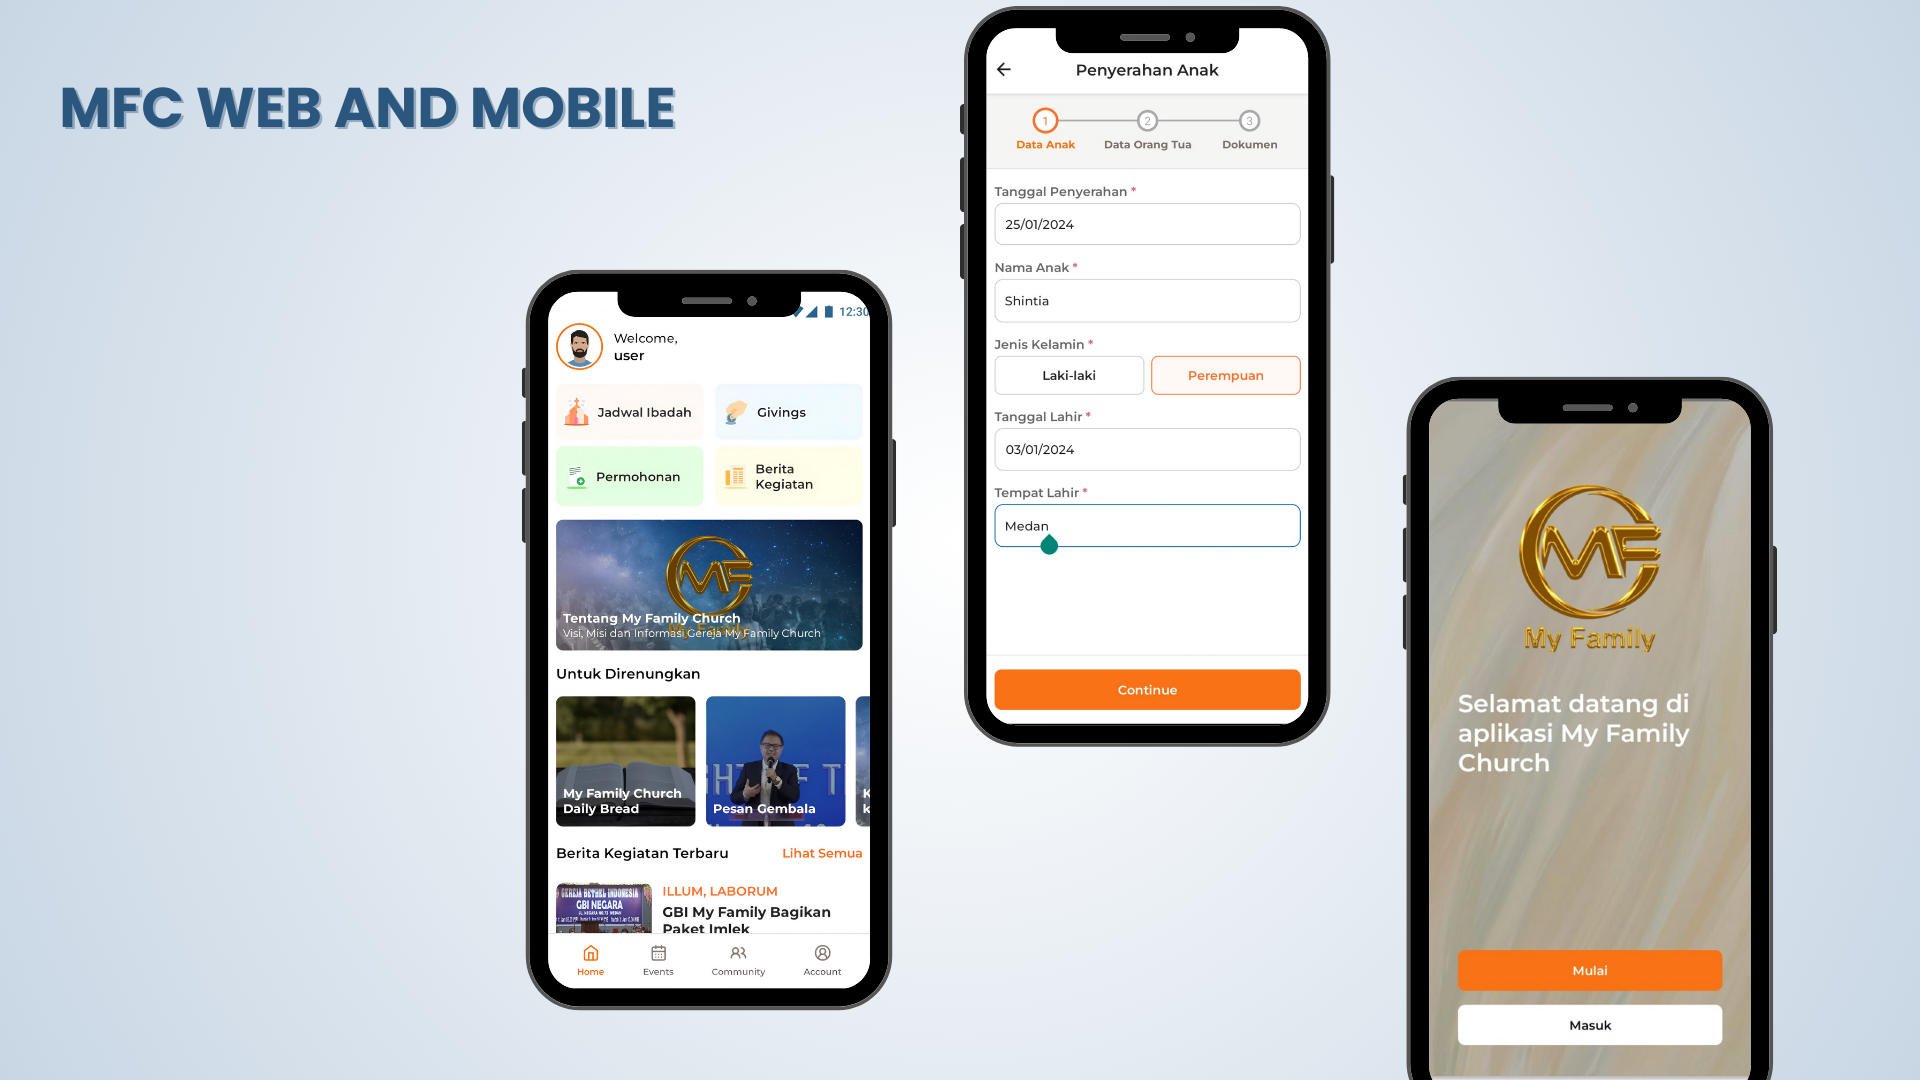 MFC WEB AND MOBILE
12:30
Welcome,
user
Jadwal Ibadah
Givings
Permohonan
Berita
Kegiatan
MF
My Family
Tentang My Family Church
Visi, Misi dan Informasi Gereja My Family Church
Untuk Direnungkan
My Family Church
Daily Bread
Pesan Gembala
Berita Kegiatan Terbaru
Lihat Semua
GEREJA BETHEL INDONESIA
GBI NEGARA
ILLUM, LABORUM
GBI My Family Bagikan
Paket Imlek
Home
Events
Community
Account
Penyerahan Anak
1
2
3
Data Anak
Data Orang Tua
Dokumen
Tanggal Penyerahan *
25/01/2024
Nama Anak *
Shintia
Jenis Kelamin *
Laki-laki
Perempuan
Tanggal Lahir *
03/01/2024
Tempat Lahir *
Medan
Continue
MF
My Family
Selamat datang di
aplikasi My Family
Church
Mulai
Masuk